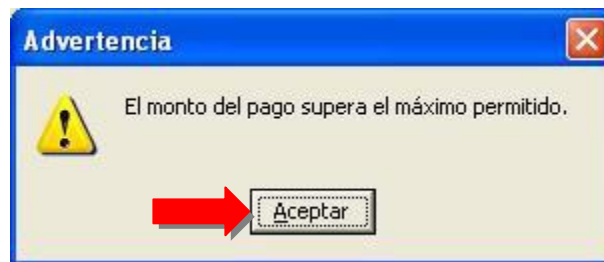 Advertencia
El monto del pago supera el máximo permitido.
Aceptar